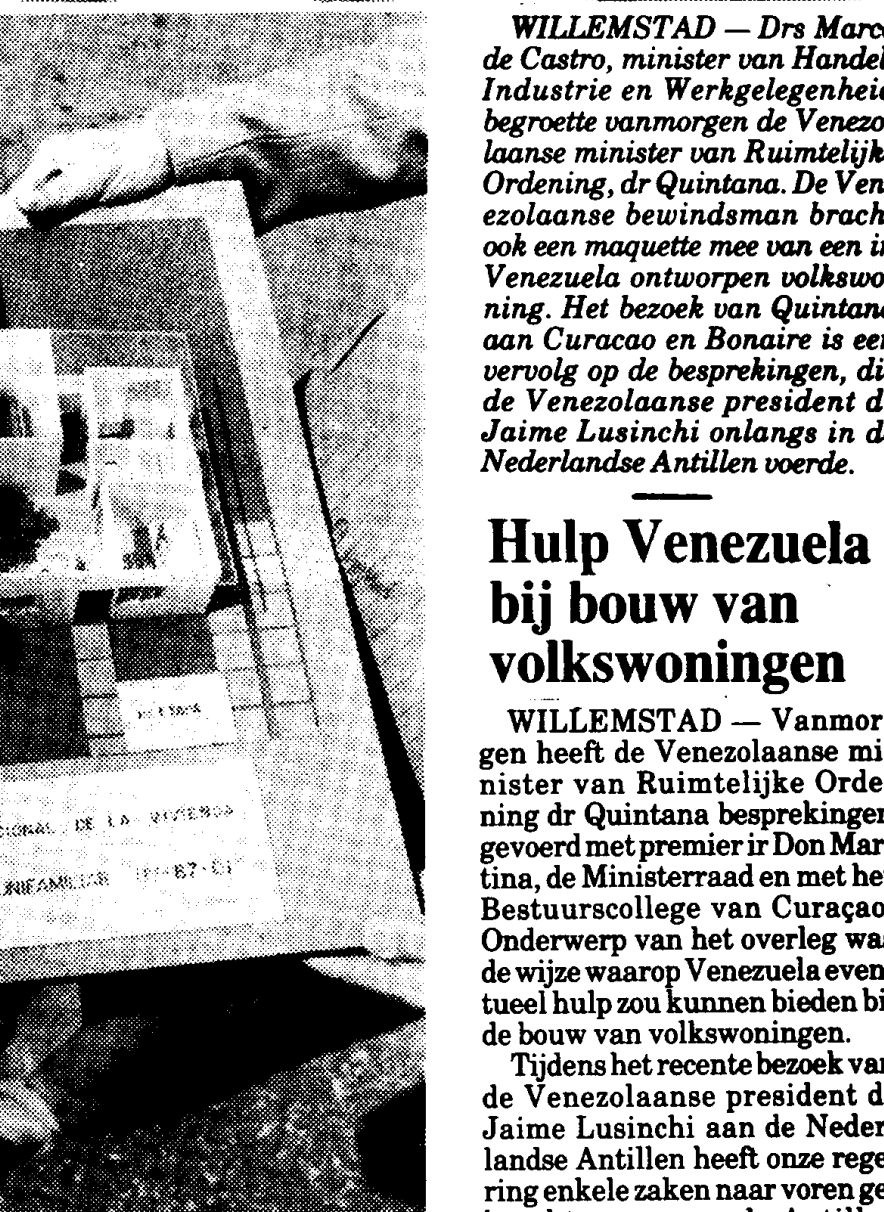 WILLEMSTAD — Drs Marco
de Castro, minister van Handel
Industrie en Werkgelegenheid
begroette vanmorgen de Venezo
laanse minister van Ruimtelijk
Ordening, dr Quintana. De Ven
ezolaanse bewindsman brach
ook een maquette mee van een in
Venezuela ontworpen volkswo
ning. Het bezoek van Quintana
aan Curacao en Bonaire is een
vervolg op de besprekingen, di
de Venezolaanse president d
Jaime Lusinchi onlangs in d
Nederlandse Antillen voerde.
Hulp Venezuela
bij bouw van
volkswoningen
WILLEMSTAD — Vanmor
gen heeft de Venezolaanse mi
nister van Ruimtelijke Orde
ning dr Quintana besprekingen
gevoerd met premier ir Don Mar
tina, de Ministerraad en met het
Bestuurscollege van Curaçao
Onderwerp van het overleg was
de wijze waarop Venezuela even
tueel hulp zou kunnen bieden bi
de bouw van volkswoningen.
Tijdens het recente bezoek van
de Venezolaanse president d
Jaime Lusinchi aan de Neder
landse Antillen heeft onze rege
ring enkele zaken naar voren ge
CIONAL DE LA VIVIENDA
UNIFAMILIAR